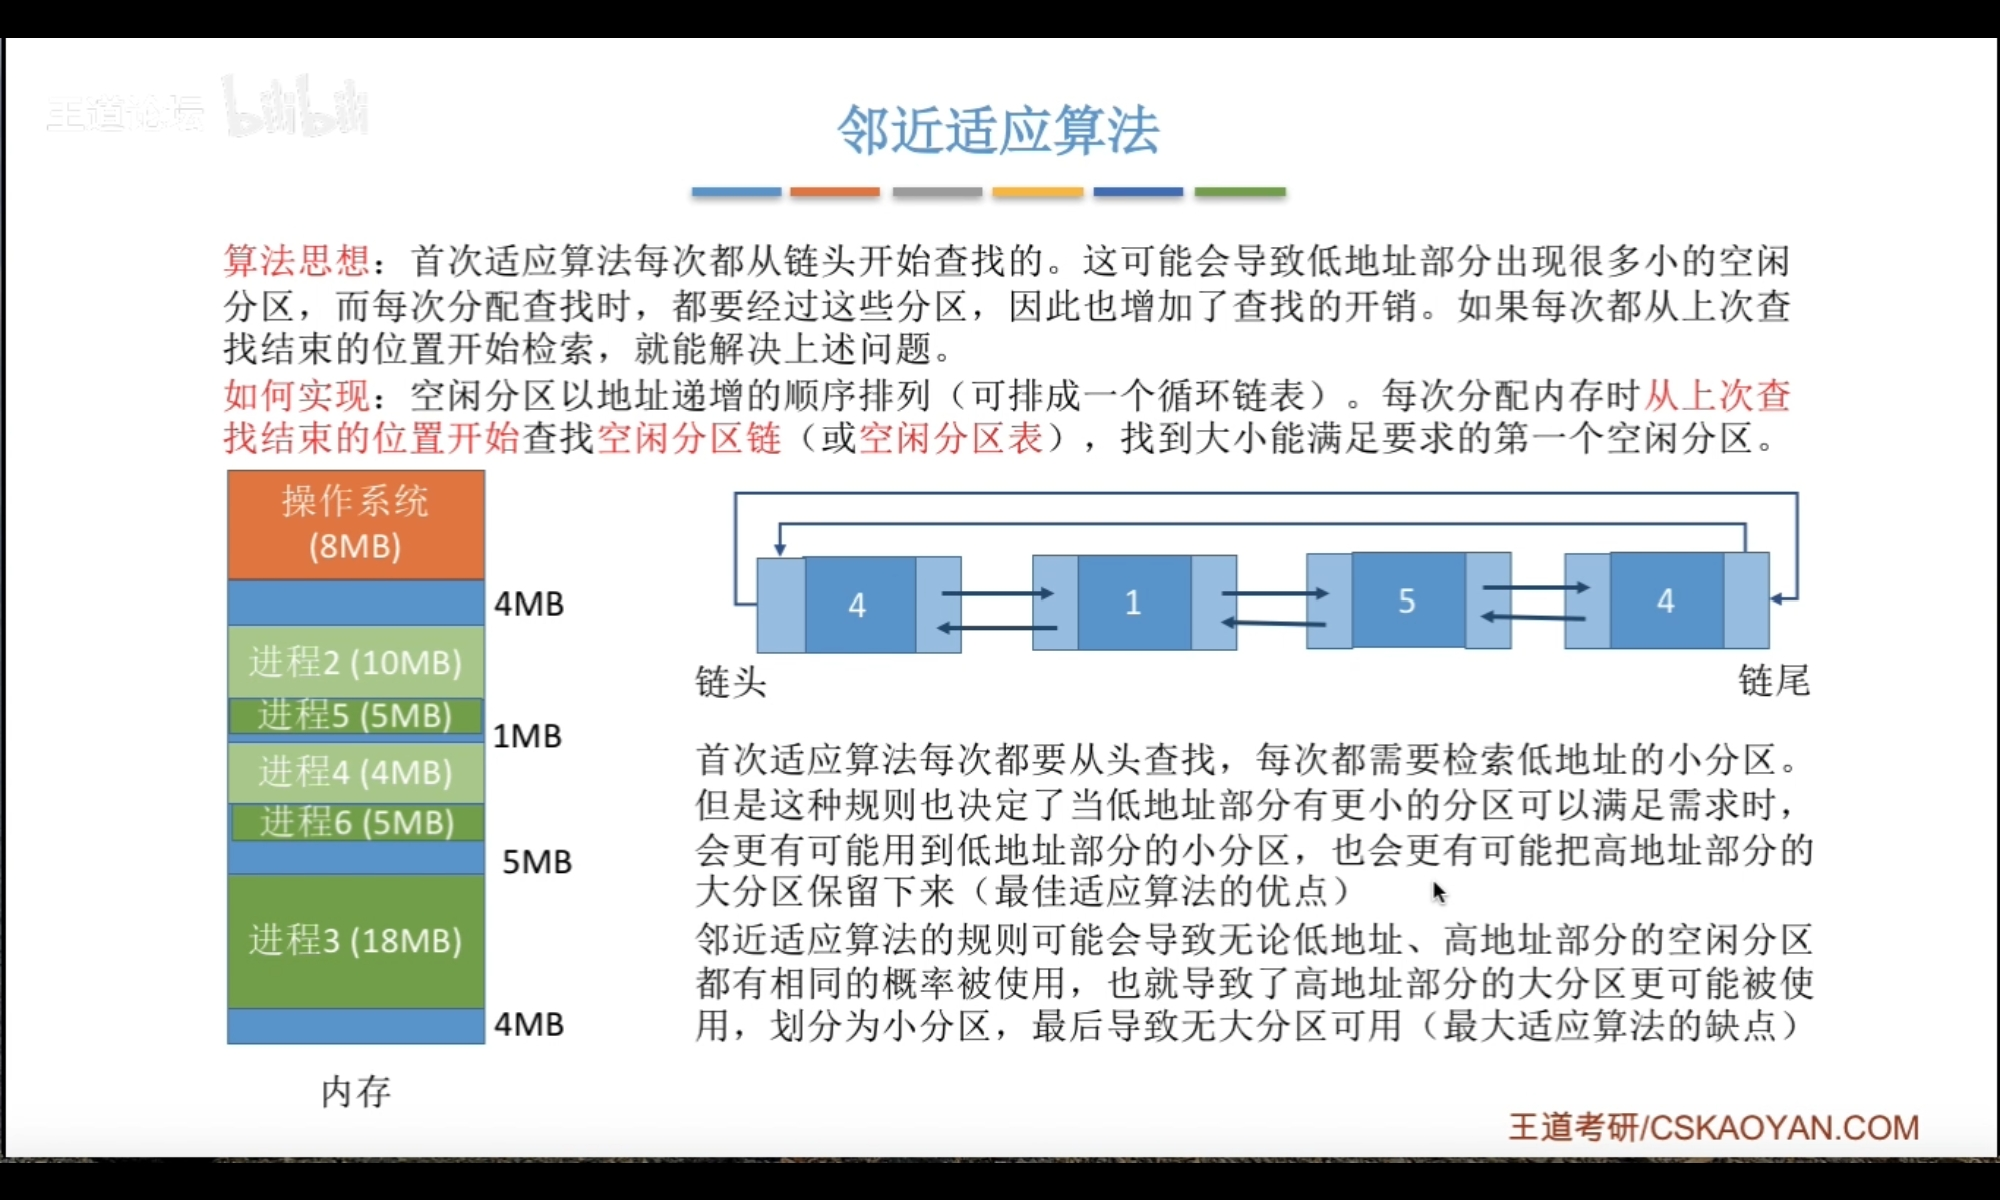 王道论坛 bilibili
邻近适应算法
算法思想：首次适应算法每次都从链头开始查找的。这可能会导致低地址部分出现很多小的空闲
分区，而每次分配查找时，都要经过这些分区，因此也增加了查找的开销。如果每次都从上次查
找结束的位置开始检索，就能解决上述问题。
如何实现：空闲分区以地址递增的顺序排列（可排成一个循环链表）。每次分配内存时从上次查
找结束的位置开始查找空闲分区链（或空闲分区表），找到大小能满足要求的第一个空闲分区。
操作系统
(8MB)
4MB
进程2 (10MB)
进程5 (5MB)
1MB
进程4 (4MB)
进程6 (5MB)
5MB
进程3 (18MB)
4MB
内存
4 1 5 4
链头 链尾
首次适应算法每次都要从头查找，每次都需要检索低地址的小分区。
但是这种规则也决定了当低地址部分有更小的分区可以满足需求时，
会更有可能用到低地址部分的小分区，也会更有可能把高地址部分的
大分区保留下来（最佳适应算法的优点）
邻近适应算法的规则可能会导致无论低地址、高地址部分的空闲分区
都有相同的概率被使用，也就导致了高地址部分的大分区更可能被使
用，划分为小分区，最后导致无大分区可用（最大适应算法的缺点）
王道考研/CSKAOYAN.COM